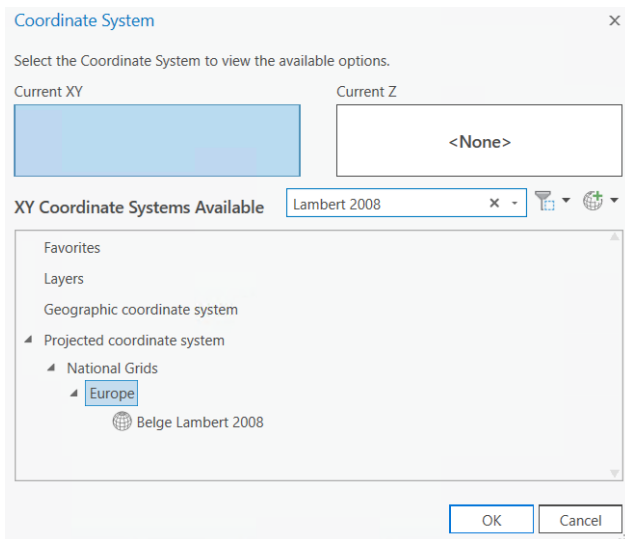 Coordinate System
Select the Coordinate System to view the available options.
Current XY
Current Z
<None>
XY Coordinate Systems Available
Lambert 2008
Favorites
Layers
Geographic coordinate system
Projected coordinate system
National Grids
Europe
Belge Lambert 2008
OK
Cancel